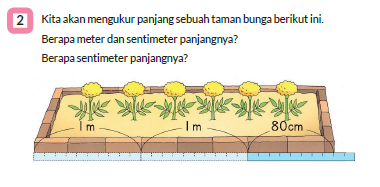 2 Kita akan mengukur panjang sebuah taman bunga berikut ini.
Berapa meter dan sentimeter panjangnya?
Berapa sentimeter panjangnya?
1 m 1 m 80cm